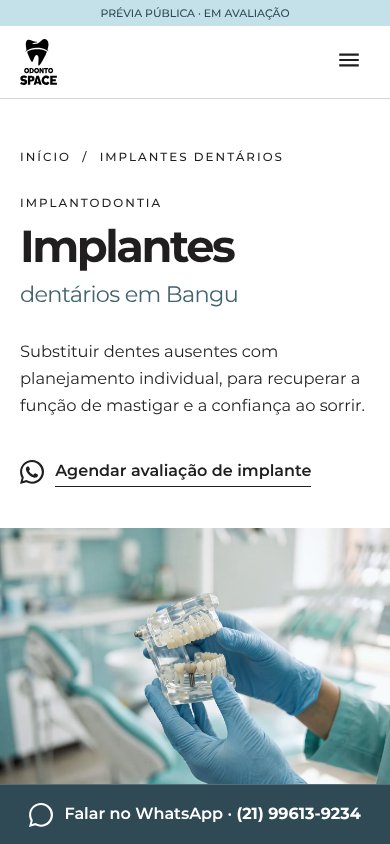 PRÉVIA PÚBLICA · EM AVALIAÇÃO
ODONTO
SPACE
INÍCIO / IMPLANTES DENTÁRIOS
IMPLANTODONTIA
Implantes
dentários em Bangu
Substituir dentes ausentes com
planejamento individual, para recuperar a
função de mastigar e a confiança ao sorrir.
Agendar avaliação de implante
Falar no WhatsApp · (21) 99613-9234